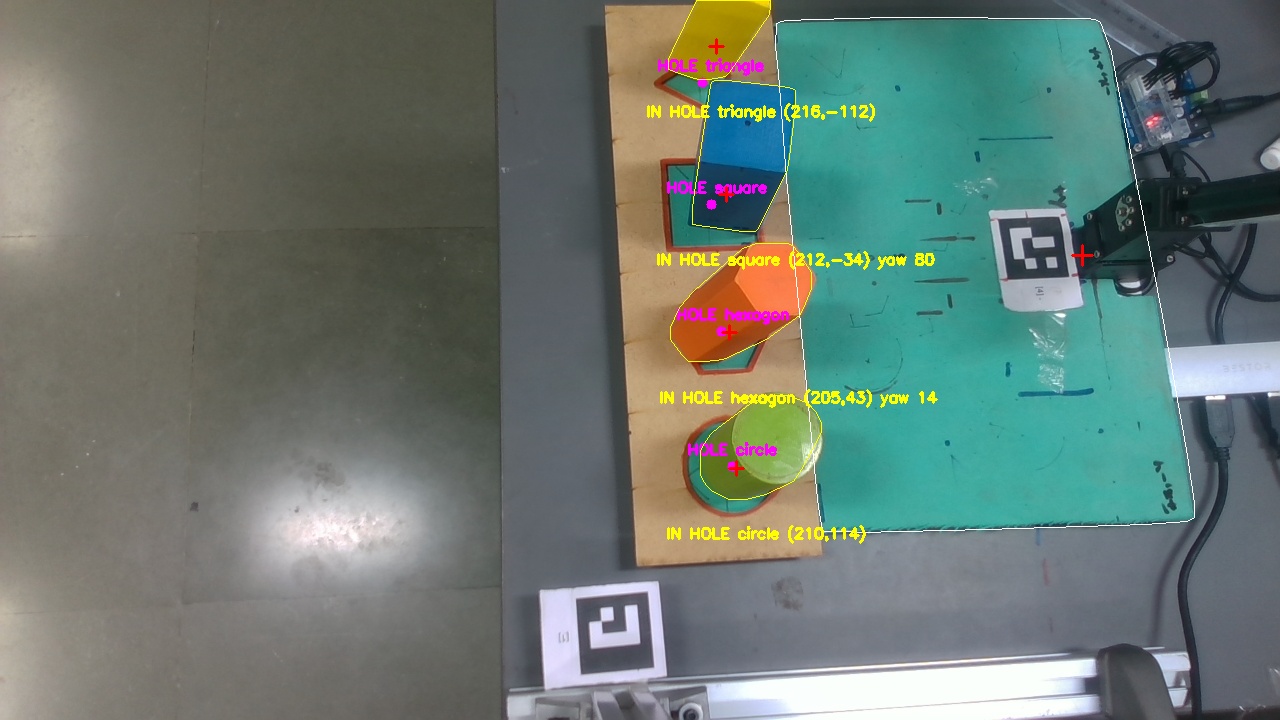 HOLE triangle
IN HOLE triangle (216,-112)
HOLE square
IN HOLE square (212,-34) yaw 80
HOLE hexagon
IN HOLE hexagon (205,43) yaw 14
HOLE circle
IN HOLE circle (210,114)